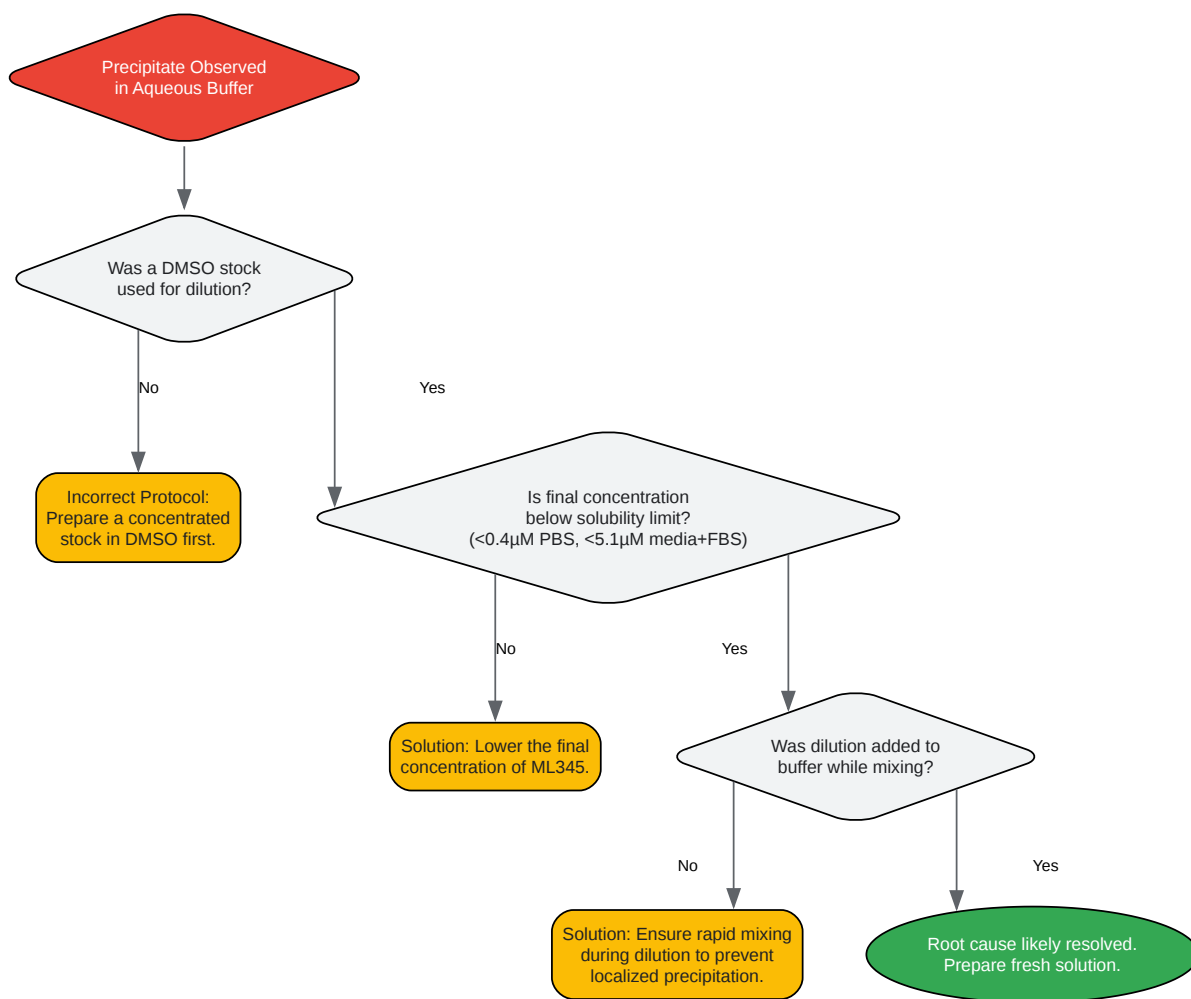 Precipitate Observed
in Aqueous Buffer
Was a DMSO stock
used for dilution?
No
Yes
Incorrect Protocol:
Prepare a concentrated
stock in DMSO first.
Is final concentration
below solubility limit?
(<0.4µM PBS, <5.1µM media+FBS)
No
Yes
Solution: Lower the final
concentration of ML345.
Was dilution added to
buffer while mixing?
No
Yes
Solution: Ensure rapid mixing
during dilution to prevent
localized precipitation.
Root cause likely resolved.
Prepare fresh solution.